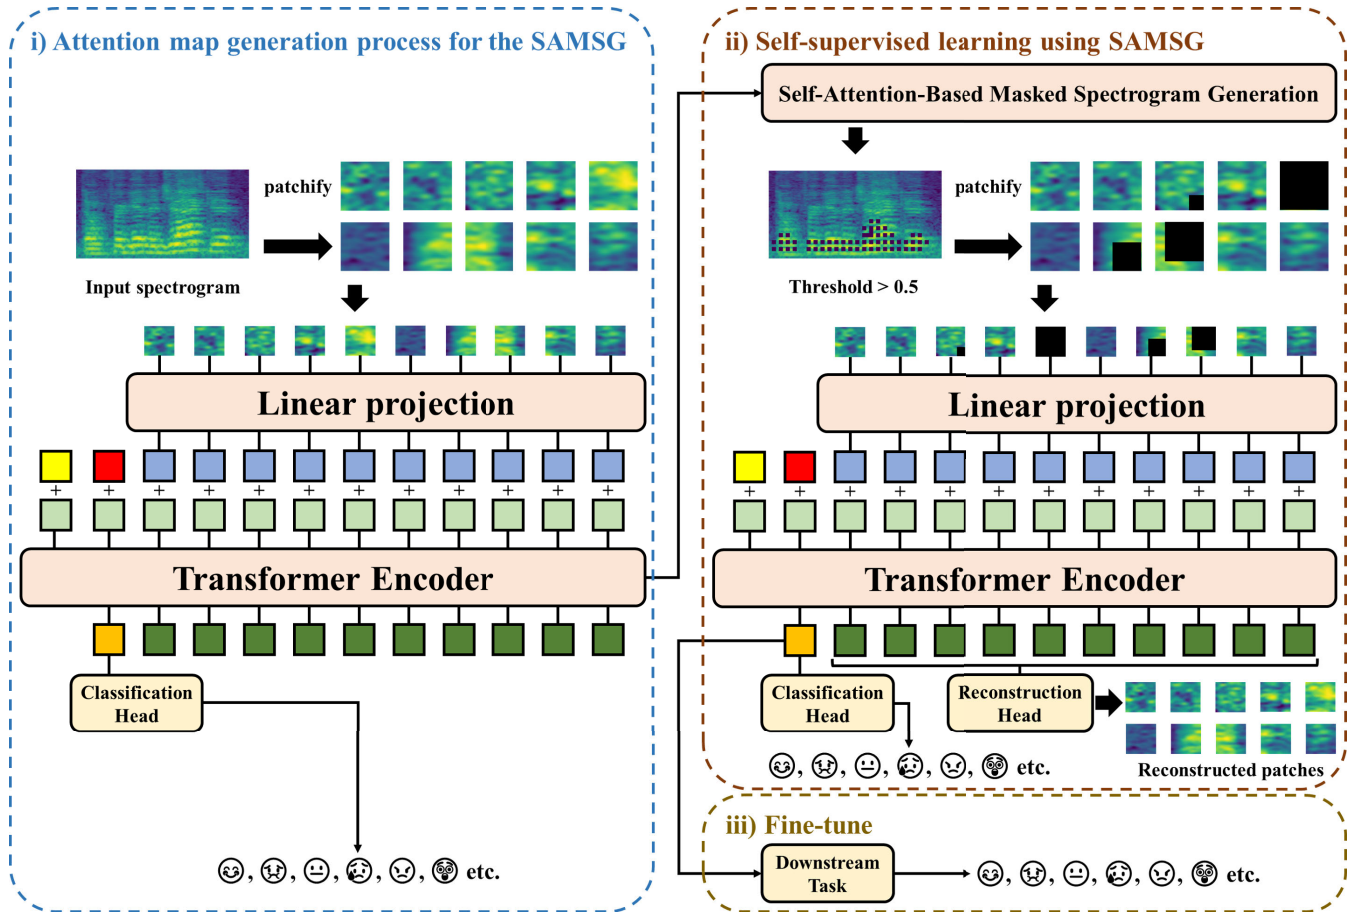 i) Attention map generation process for the SAMSG
patchify
Input spectrogram
Linear projection
+ + + + + + + + + + + +
Transformer Encoder
Classification
Head
, , , , , etc.
ii) Self-supervised learning using SAMSG
Self-Attention-Based Masked Spectrogram Generation
patchify
Threshold > 0.5
Linear projection
+ + + + + + + + + + + +
Transformer Encoder
Classification
Head
Reconstruction
Head
, , , , , etc.
Reconstructed patches
iii) Fine-tune
Downstream
Task
, , , , , etc.